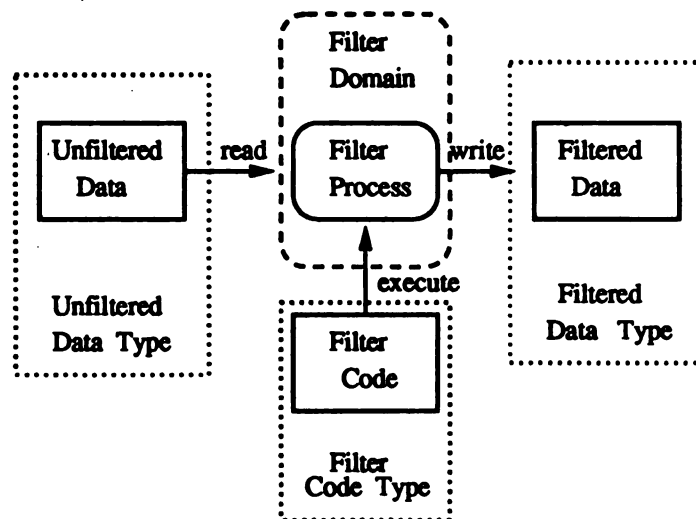 Filter
Domain
Unfiltered
Data
read
Filter
Process
write
Filtered
Data
execute
Unfiltered
Data Type
Filtered
Data Type
Filter
Code
Filter
Code Type